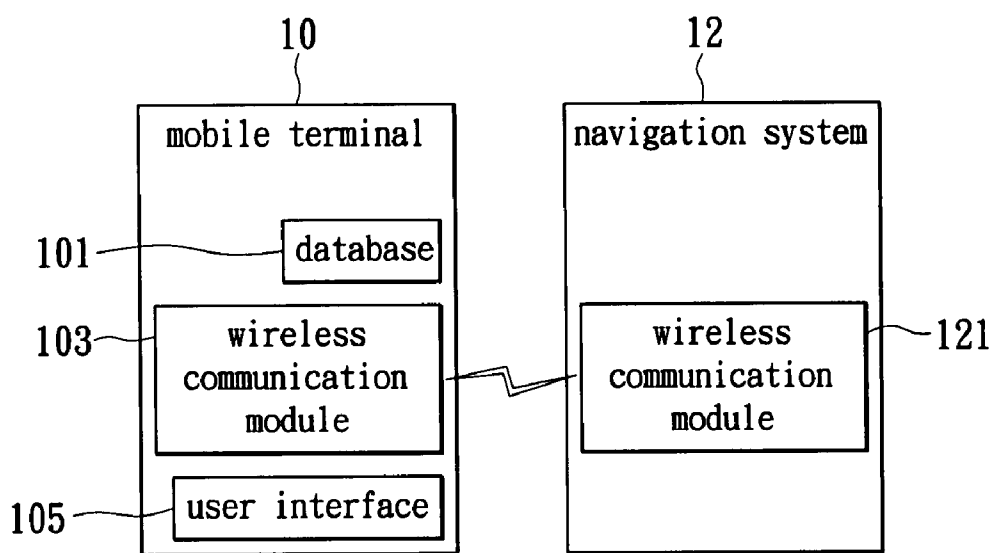 10
12
mobile terminal
navigation system
101
database
103
wireless
communication
module
wireless
communication
module
121
105
user interface